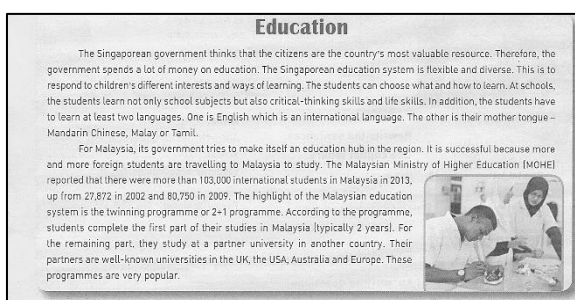 Education
The Singaporean government thinks that the citizens are the country's most valuable resource. Therefore, the
government spends a lot of money on education. The Singaporean education system is flexible and diverse. This is to
respond to children's different interests and ways of learning. The students can choose what and how to learn. At schools,
the students learn not only school subjects but also critical-thinking skills and life skills. In addition, the students have
to learn at least two languages. One is English which is an international language. The other is their mother tongue –
Mandarin Chinese, Malay or Tamil.
For Malaysia, its government tries to make itself an education hub in the region. It is successful because more
and more foreign students are travelling to Malaysia to study. The Malaysian Ministry of Higher Education (MOHE)
reported that there were more than 103,000 international students in Malaysia in 2013,
up from 27,872 in 2002 and 80,750 in 2009. The highlight of the Malaysian education
system is the twinning programme or 2+1 programme. According to the programme,
students complete the first part of their studies in Malaysia (typically 2 years). For
the remaining part, they study at a partner university in another country. Their
partners are well-known universities in the UK, the USA, Australia and Europe. These
programmes are very popular.